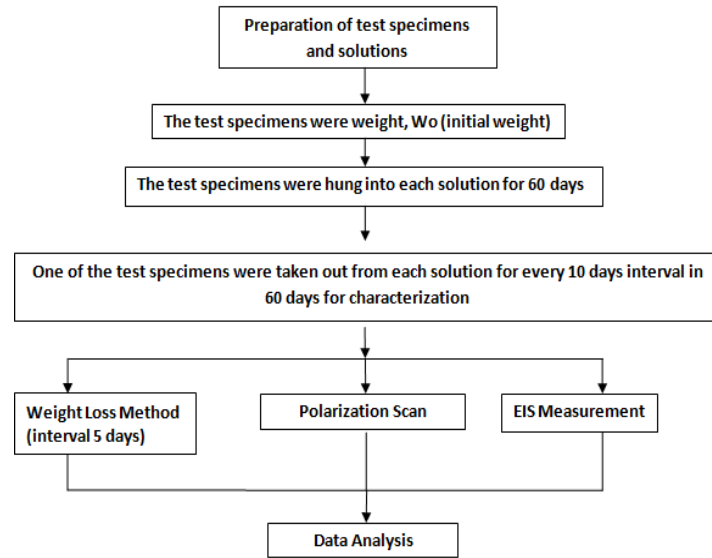 Preparation of test specimens
and solutions
The test specimens were weight, Wo (initial weight)
The test specimens were hung into each solution for 60 days
One of the test specimens were taken out from each solution for every 10 days interval in
60 days for characterization
Weight Loss Method
(interval 5 days)
Polarization Scan
EIS Measurement
Data Analysis